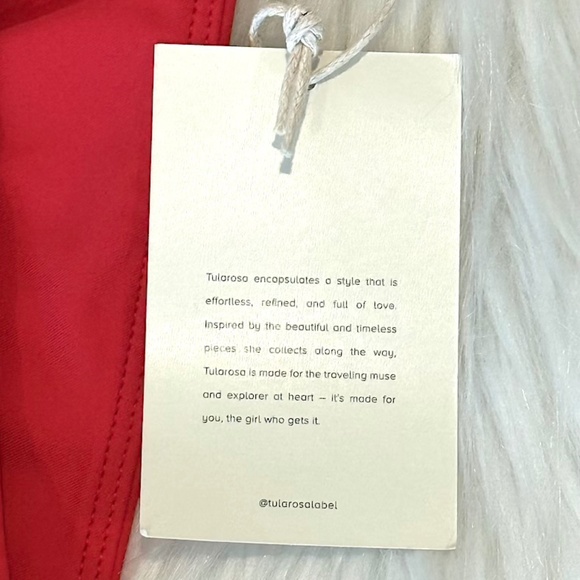 Tularosa encapsulates a style that is
effortless, refined, and full of love.
Inspired by the beautiful and timeless
pieces she collects along the way,
Tularosa is made for the traveling muse
and explorer at heart – it's made for
you, the girl who gets it.
@tularosalabel